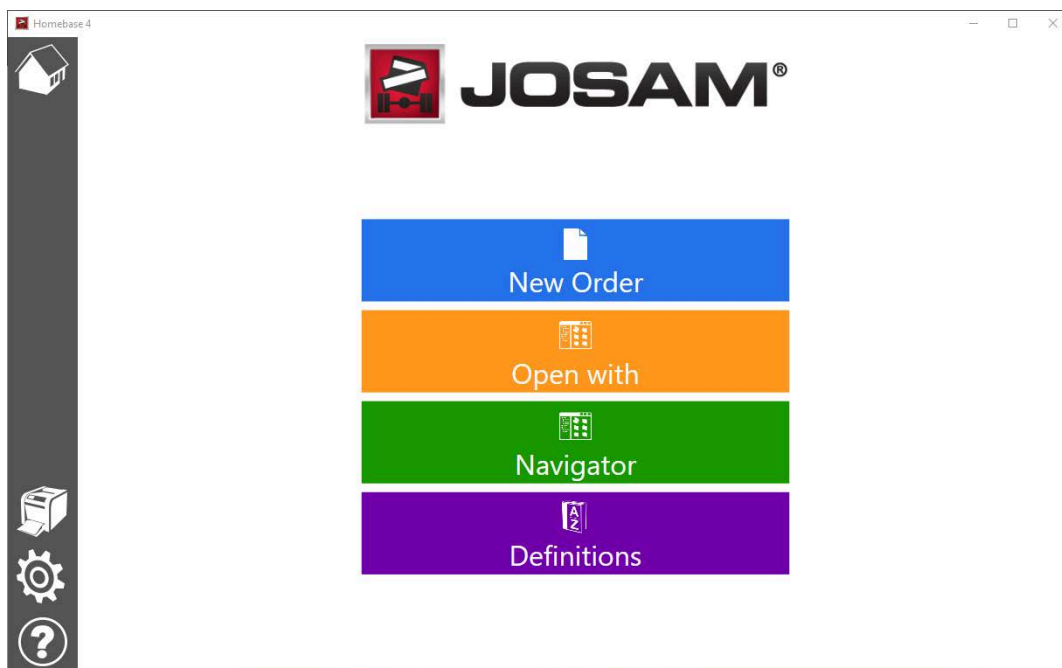 Homebase 4
JOSAM®
New Order
Open with
Navigator
A
Z
Definitions
?